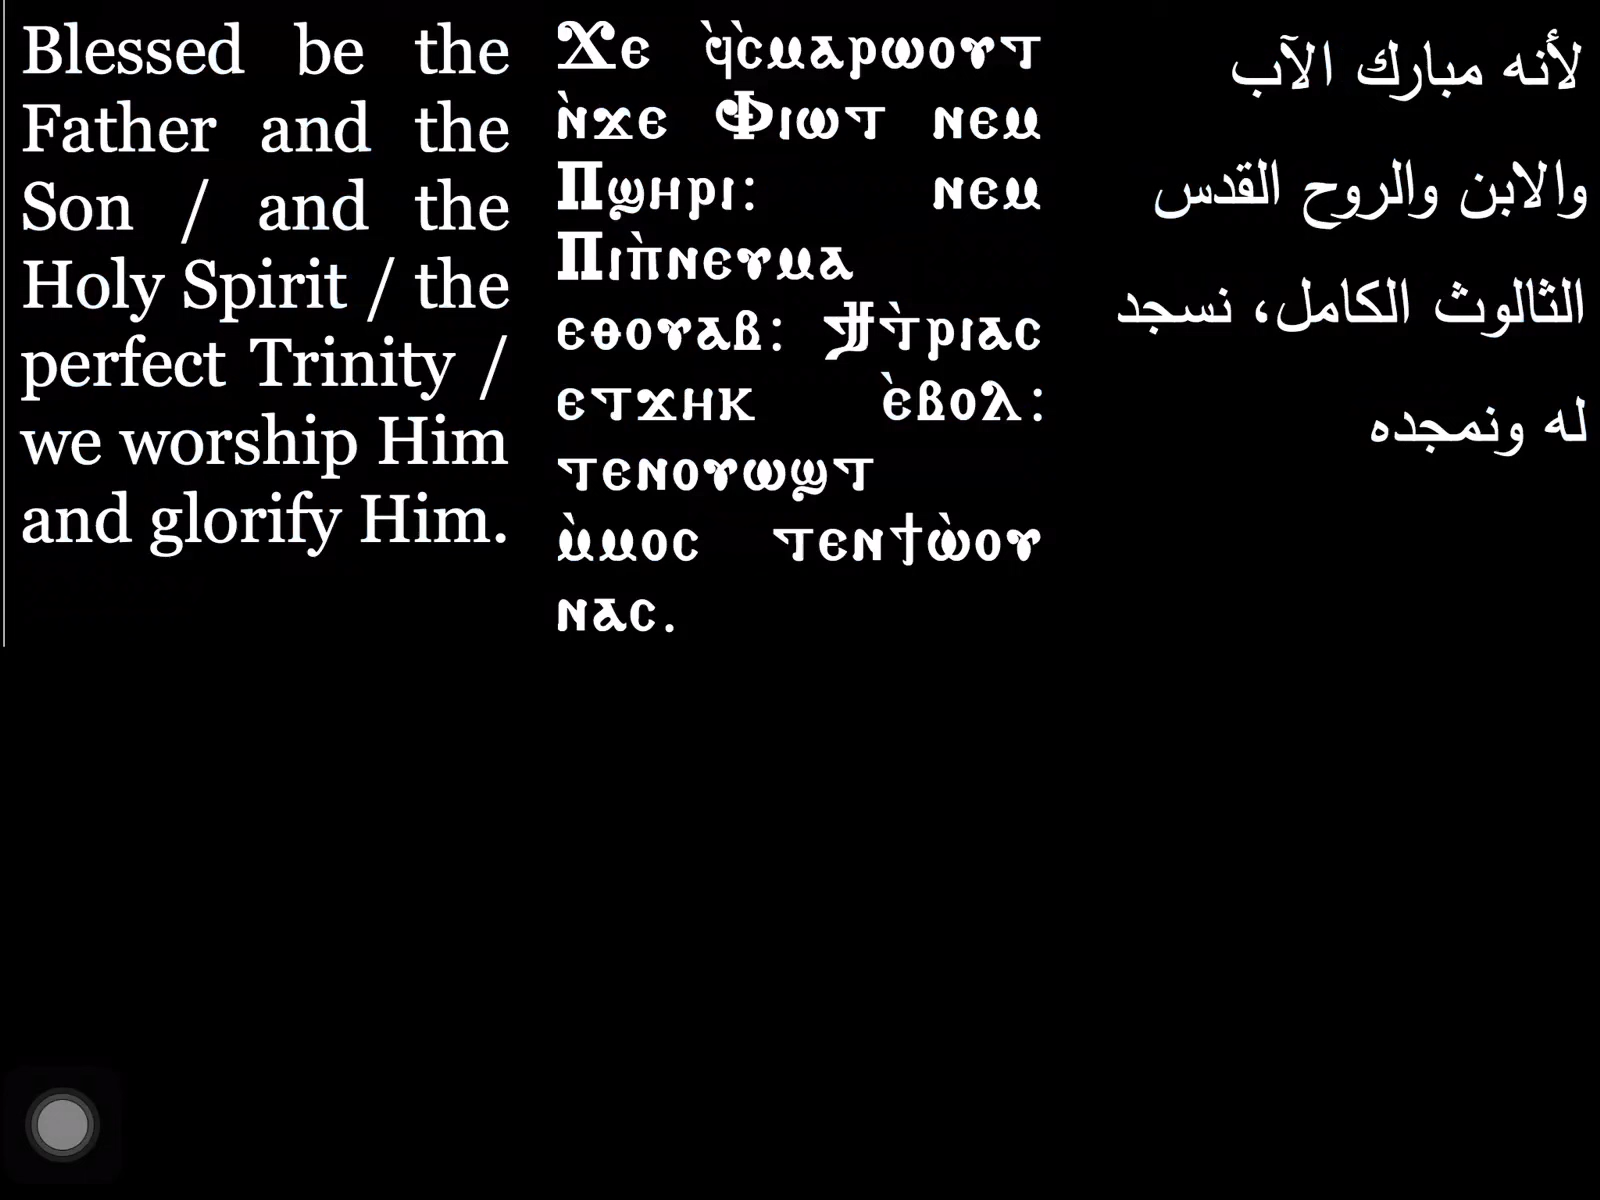 Blessed be the
Father and the
Son / and the
Holy Spirit / the
perfect Trinity /
we worship Him
and glorify Him.
Ϫⲉ ϥ̀ⲥ̀ⲙⲁⲣⲱⲟⲩⲧ
ⲛ̀ϫⲉ Ⲫⲓⲱⲧ ⲛⲉⲙ
Ⲡϣⲏⲣⲓ: ⲛⲉⲙ
Ⲡⲓⲡ̀ⲛⲉⲩⲙⲁ
ⲉⲑⲟⲩⲁⲃ: Ϯⲧ̀ⲣⲓⲁⲥ
ⲉⲧϫⲏⲕ ⲉ̀ⲃⲟⲗ:
ⲧⲉⲛⲟⲩⲱϣⲧ
ⲙ̀ⲙⲟⲥ ⲧⲉⲛϯⲱ̀ⲟⲩ
ⲛⲁⲥ.
لأنه مبارك الآب
والابن والروح القدس
الثالوث الكامل، نسجد
له ونمجده